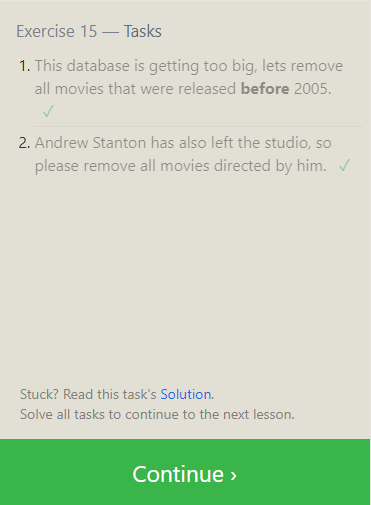 Exercise 15 — Tasks
1. This database is getting too big, lets remove
all movies that were released before 2005.
✓
2. Andrew Stanton has also left the studio, so
please remove all movies directed by him. ✓
Stuck? Read this task's Solution.
Solve all tasks to continue to the next lesson.
Continue ›